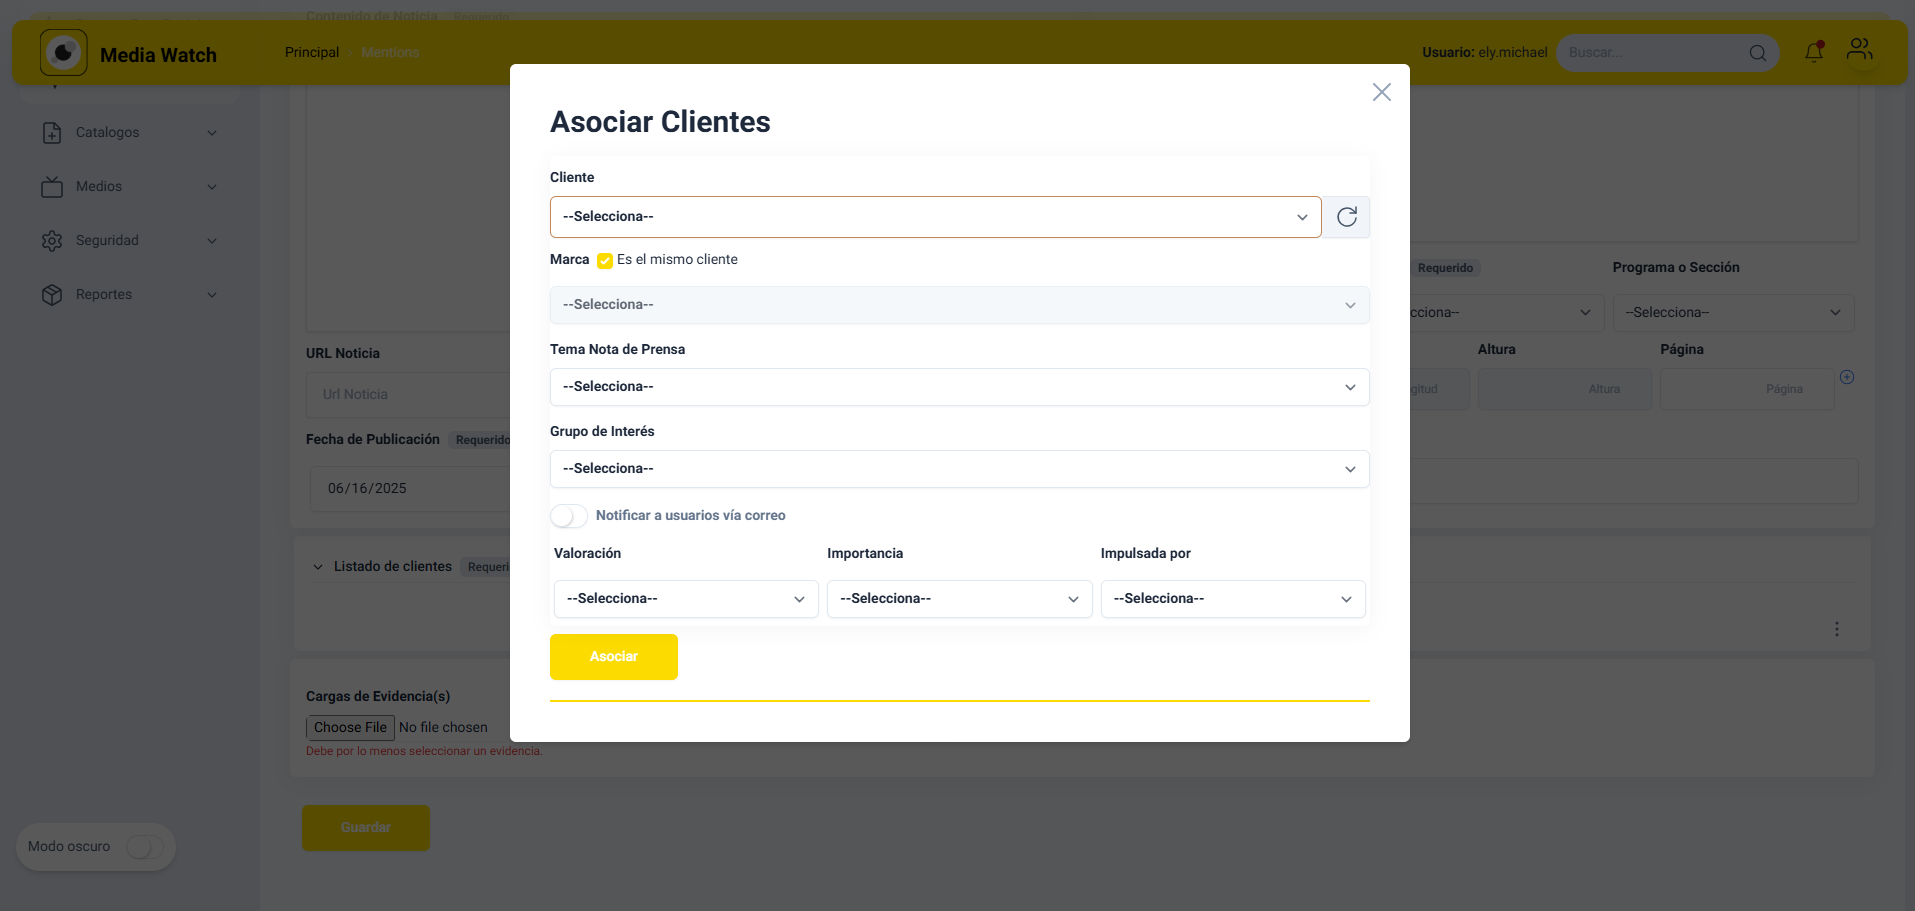 Contenido de Noticia Requerido
Media Watch
Principal
Mentions
Usuario: ely.michael
Buscar...
Catalogos
Medios
Seguridad
Reportes
Modo oscuro
Asociar Clientes
Cliente
--Selecciona--
Marca Es el mismo cliente
--Selecciona--
Tema Nota de Prensa
--Selecciona--
Grupo de Interés
--Selecciona--
Notificar a usuarios vía correo
Valoración Importancia Impulsada por
--Selecciona-- --Selecciona-- --Selecciona--
Asociar
Requerido Programa o Sección
cciona-- --Selecciona--
Altura Página
gitud Altura Página
URL Noticia
Url Noticia
Fecha de Publicación Requerido
06/16/2025
Listado de clientes Requeri
Cargas de Evidencia(s)
Choose File No file chosen
Debe por lo menos seleccionar un evidencia.
Guardar